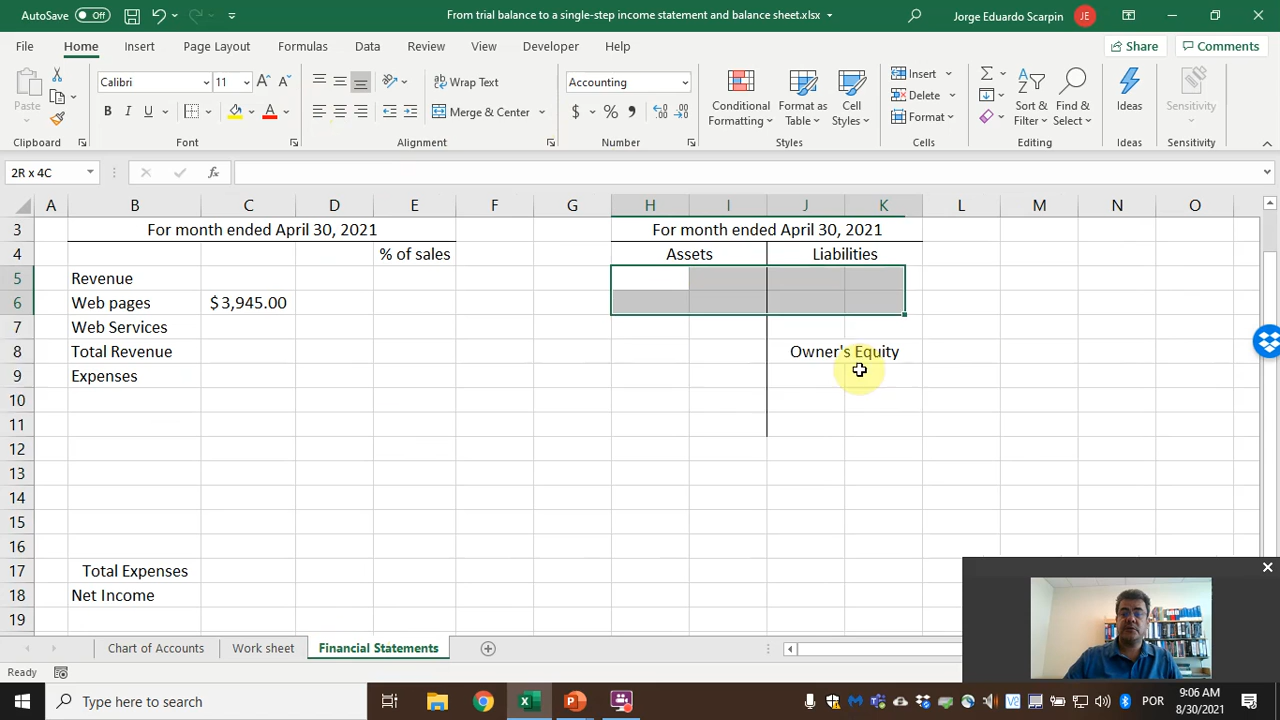 AutoSave Off From trial balance to a single-step income statement and balance sheet.xlsx Jorge Eduardo Scarpin JE
File Home Insert Page Layout Formulas Data Review View Developer Help Share Comments
Paste Calibri 11 Wrap Text Accounting Conditional Formatting Format as Table Cell Styles Insert Sort & Filter Find & Select Ideas Sensitivity
B I U Merge & Center $ % Delete
Format
Clipboard Font Alignment Number Styles Cells Editing Ideas Sensitivity
2R x 4C fx
A B C D E F G H I J K L M N O
3 For month ended April 30, 2021 For month ended April 30, 2021
4 % of sales Assets Liabilities
5 Revenue
6 Web pages $ 3,945.00
7 Web Services
8 Total Revenue Owner's Equity
9 Expenses
10
11
12
13
14
15
16
17 Total Expenses
18 Net Income
19
Chart of Accounts Work sheet Financial Statements
Ready
Type here to search POR 9:06 AM
8/30/2021